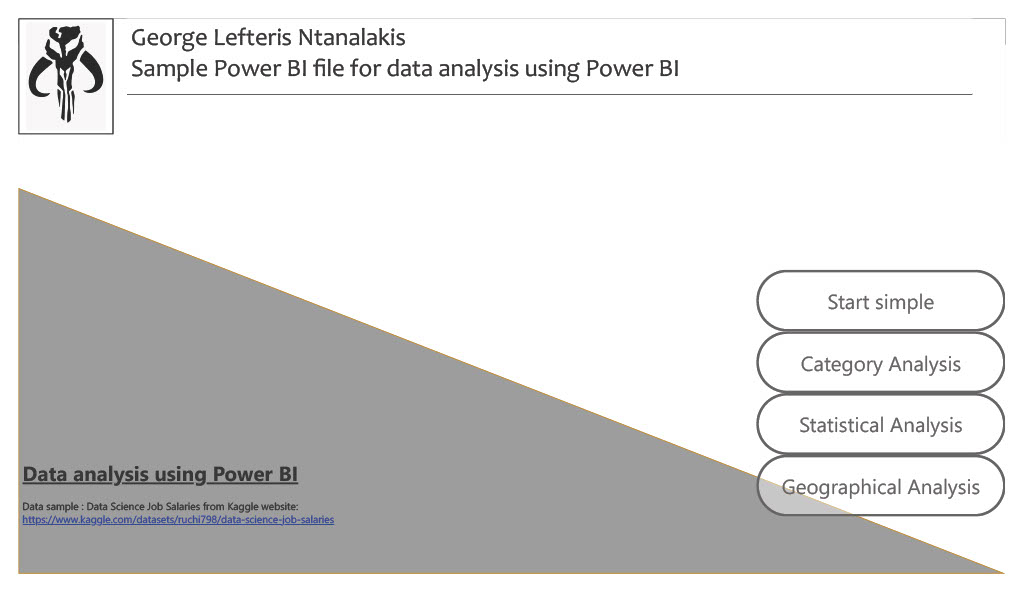 George Lefteris Ntanalakis
Sample Power BI file for data analysis using Power BI
Start simple
Category Analysis
Statistical Analysis
Geographical Analysis
Data analysis using Power BI
Data sample : Data Science Job Salaries from Kaggle website:
https://www.kaggle.com/datasets/ruchi798/data-science-job-salaries